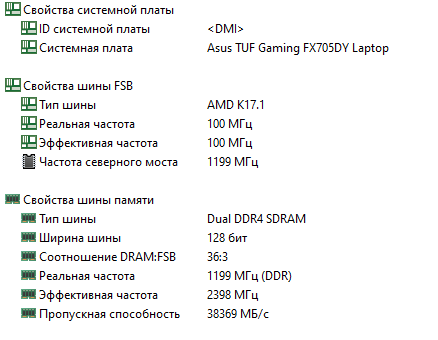 Свойства системной платы
ID системной платы <DMI>
Системная плата Asus TUF Gaming FX705DY Laptop
Свойства шины FSB
Тип шины AMD K17.1
Реальная частота 100 МГц
Эффективная частота 100 МГц
Частота северного моста 1199 МГц
Свойства шины памяти
Тип шины Dual DDR4 SDRAM
Ширина шины 128 бит
Соотношение DRAM:FSB 36:3
Реальная частота 1199 МГц (DDR)
Эффективная частота 2398 МГц
Пропускная способность 38369 МБ/с